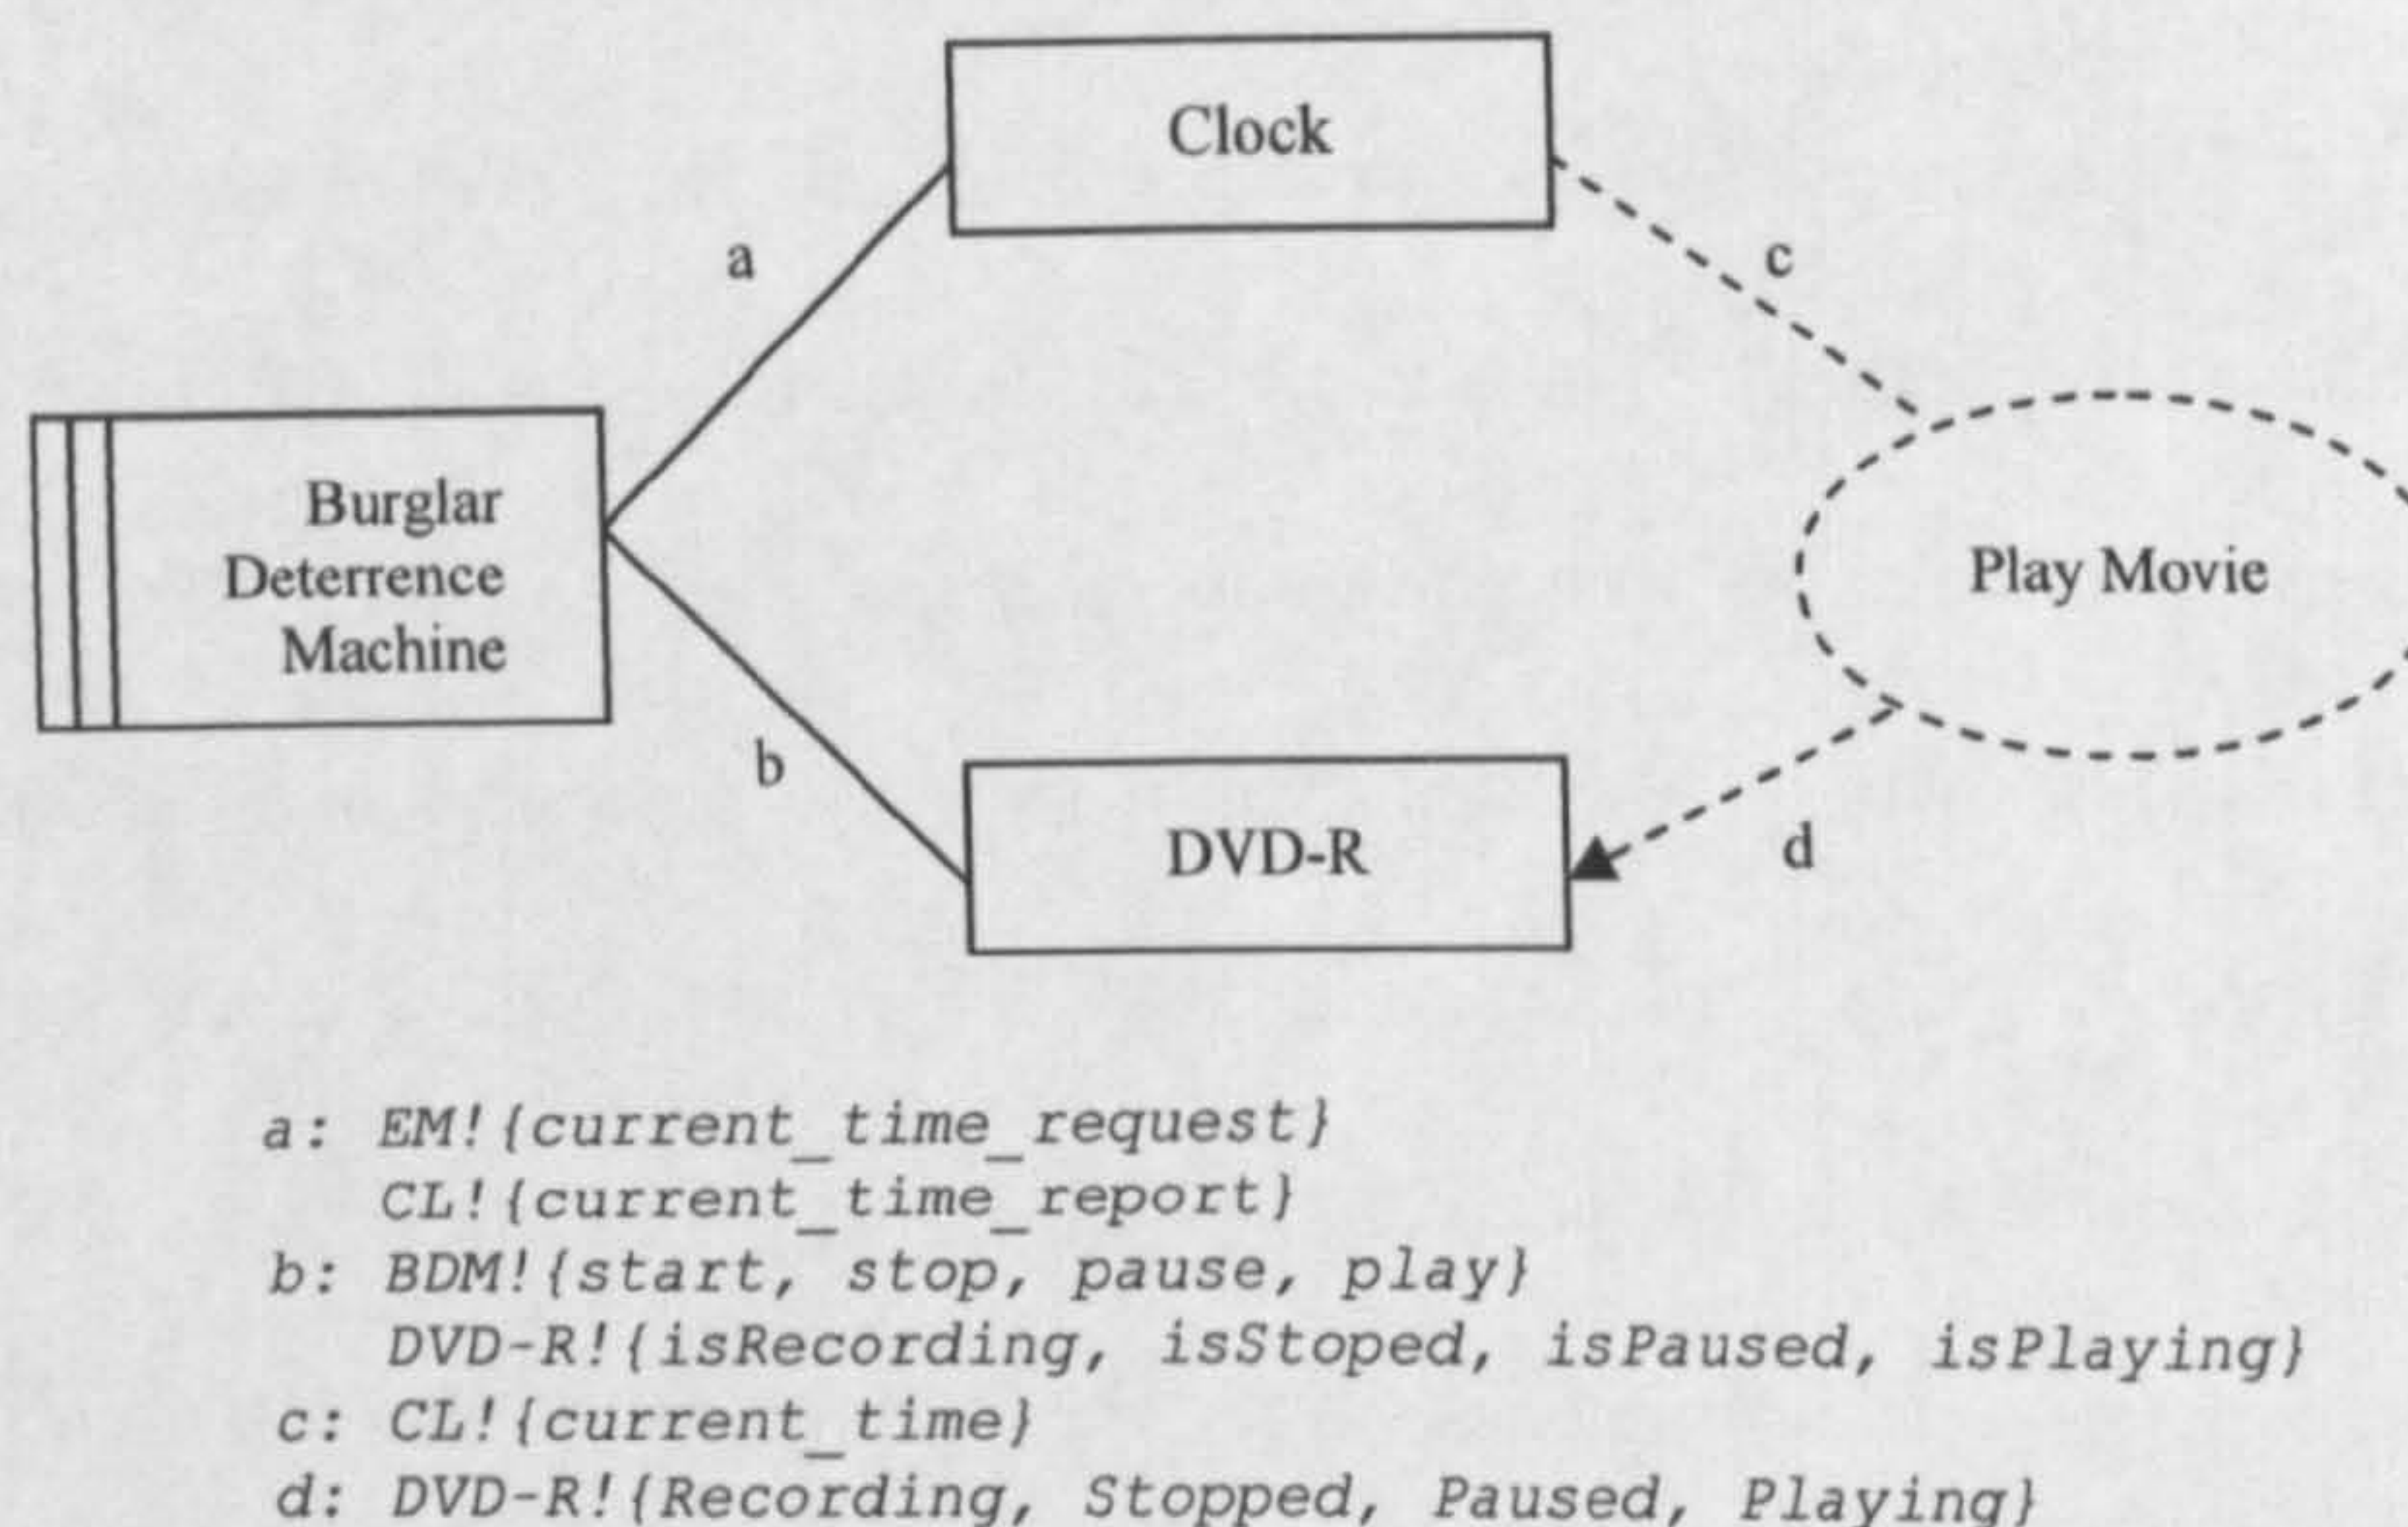 Clock
a
c
Burglar
Deterrence
Machine
Play Movie
b
DVD-R
d
a: EM!{current_time_request}
CL!{current_time_report}
b: BDM!{start, stop, pause, play}
DVD-R!{isRecording, isStoped, isPaused, isPlaying}
c: CL!{current_time}
d: DVD-R!{Recording, Stopped, Paused, Playing}